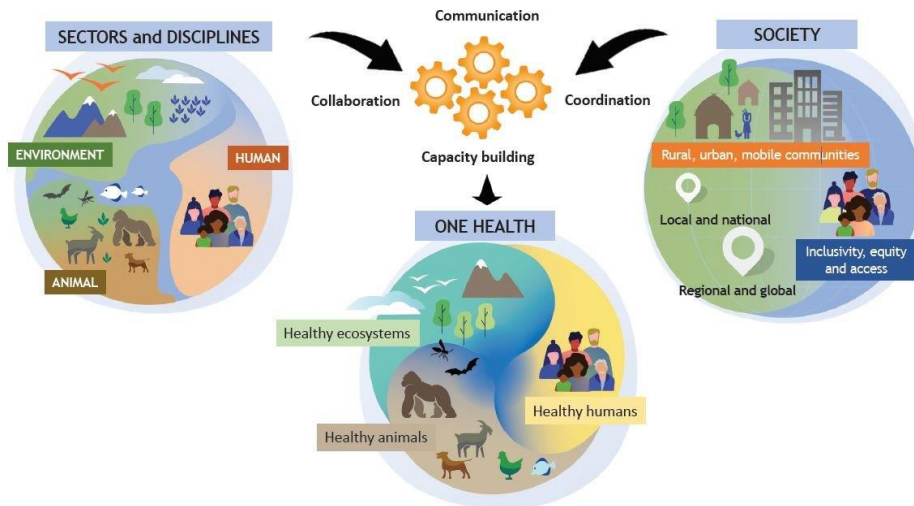 SECTORS and DISCIPLINES
ENVIRONMENT
HUMAN
ANIMAL
Communication
Collaboration
Coordination
Capacity building
SOCIETY
Rural, urban, mobile communities
Local and national
Inclusivity, equity
and access
Regional and global
ONE HEALTH
Healthy ecosystems
Healthy humans
Healthy animals